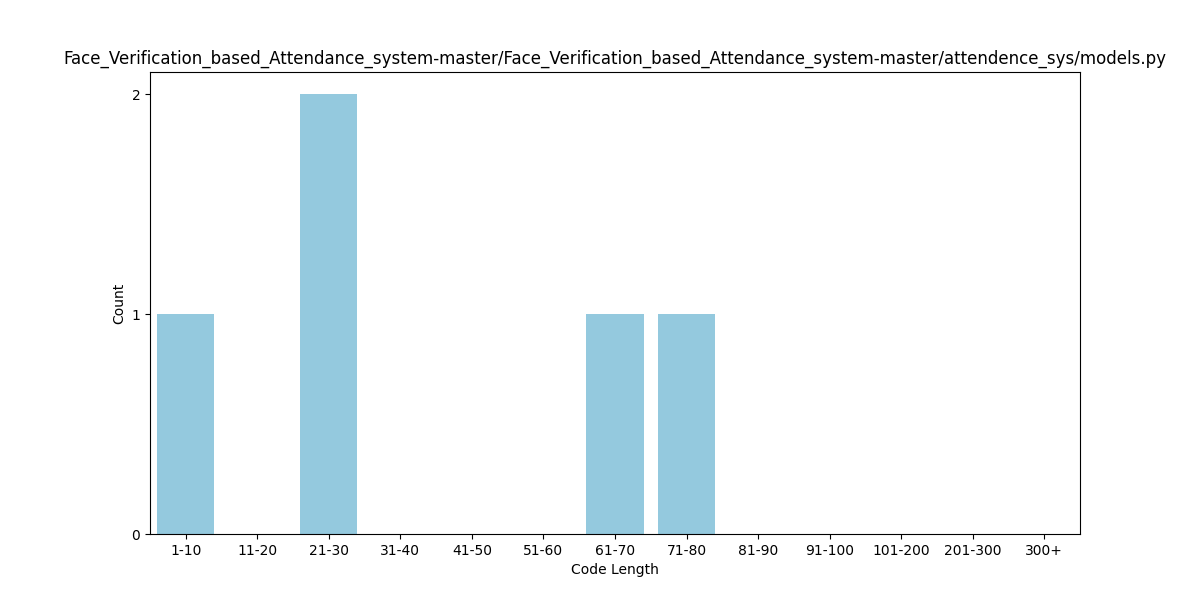 Face_Verification_based_Attendance_system-master/Face_Verification_based_Attendance_system-master/attendence_sys/models.py
2
1
0
Count
1-10 11-20 21-30 31-40 41-50 51-60 61-70 71-80 81-90 91-100 101-200 201-300 300+
Code Length